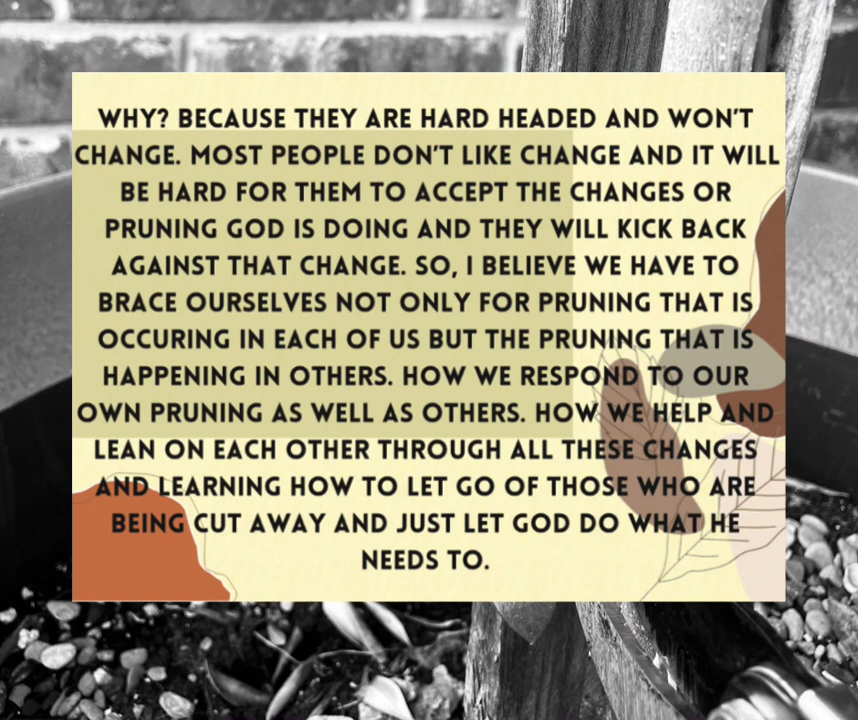 WHY? BECAUSE THEY ARE HARD HEADED AND WON'T
CHANGE. MOST PEOPLE DON'T LIKE CHANGE AND IT WILL
BE HARD FOR THEM TO ACCEPT THE CHANGES OR
PRUNING GOD IS DOING AND THEY WILL KICK BACK
AGAINST THAT CHANGE. SO, I BELIEVE WE HAVE TO
BRACE OURSELVES NOT ONLY FOR PRUNING THAT IS
OCCURING IN EACH OF US BUT THE PRUNING THAT IS
HAPPENING IN OTHERS. HOW WE RESPOND TO OUR
OWN PRUNING AS WELL AS OTHERS. HOW WE HELP AND
LEAN ON EACH OTHER THROUGH ALL THESE CHANGES
AND LEARNING HOW TO LET GO OF THOSE WHO ARE
BEING CUT AWAY AND JUST LET GOD DO WHAT HE
NEEDS TO.